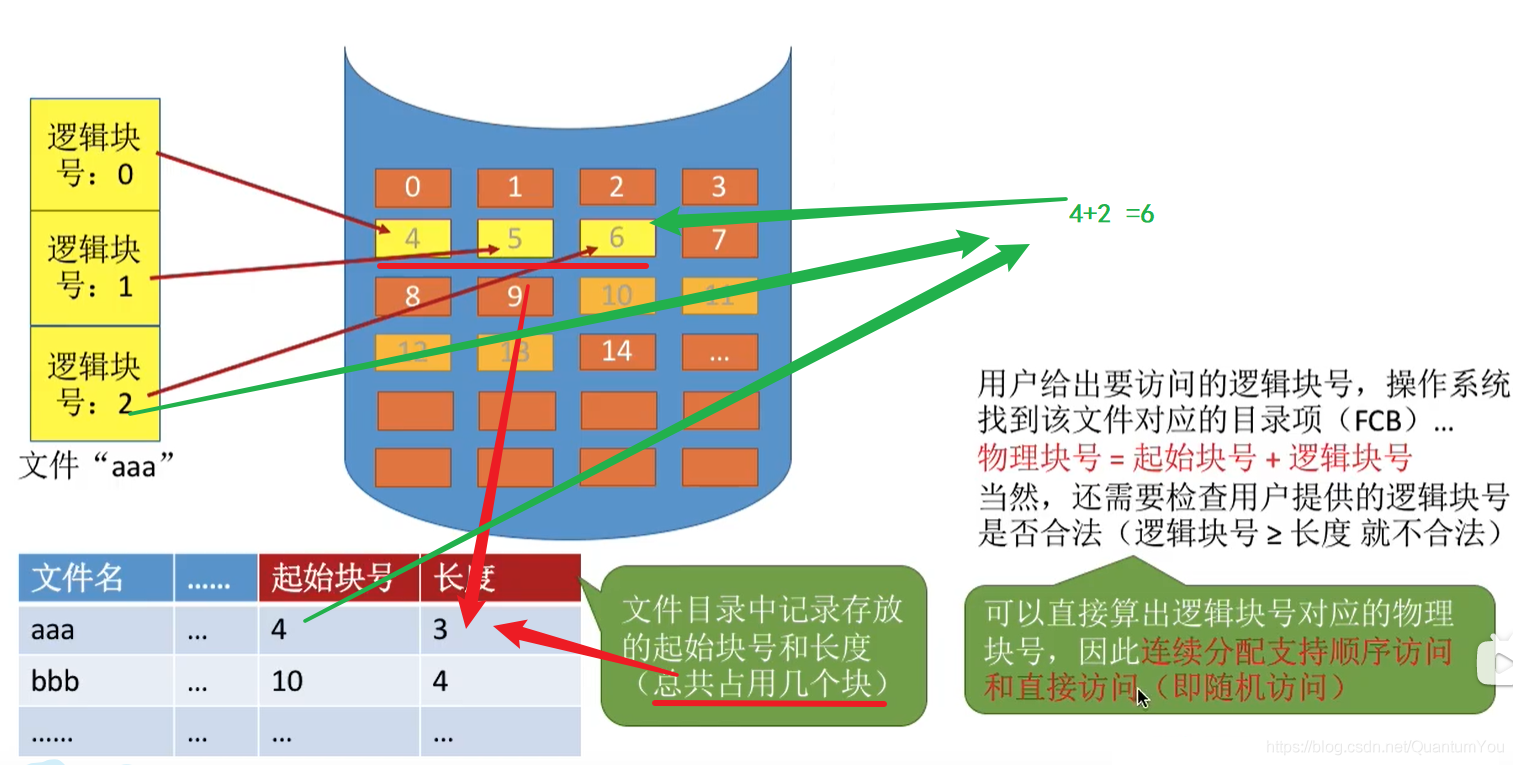 逻辑块
号：0
逻辑块
号：1
逻辑块
号：2
文件“aaa”
0 1 2 3
4 5 6 7
8 9 10 11
12 13 14 ...
4+2 =6
用户给出要访问的逻辑块号，操作系统
找到该文件对应的目录项（FCB）...
物理块号 = 起始块号 + 逻辑块号
当然，还需要检查用户提供的逻辑块号
是否合法（逻辑块号 ≥ 长度 就不合法）
文件名 …… 起始块号 长度
aaa ... 4 3
bbb ... 10 4
…… ... ... ...
文件目录中记录存放
的起始块号和长度
（总共占用几个块）
可以直接算出逻辑块号对应的物理
块号，因此连续分配支持顺序访问
和直接访问（即随机访问）
https://blog.csdn.net/QuantumYou